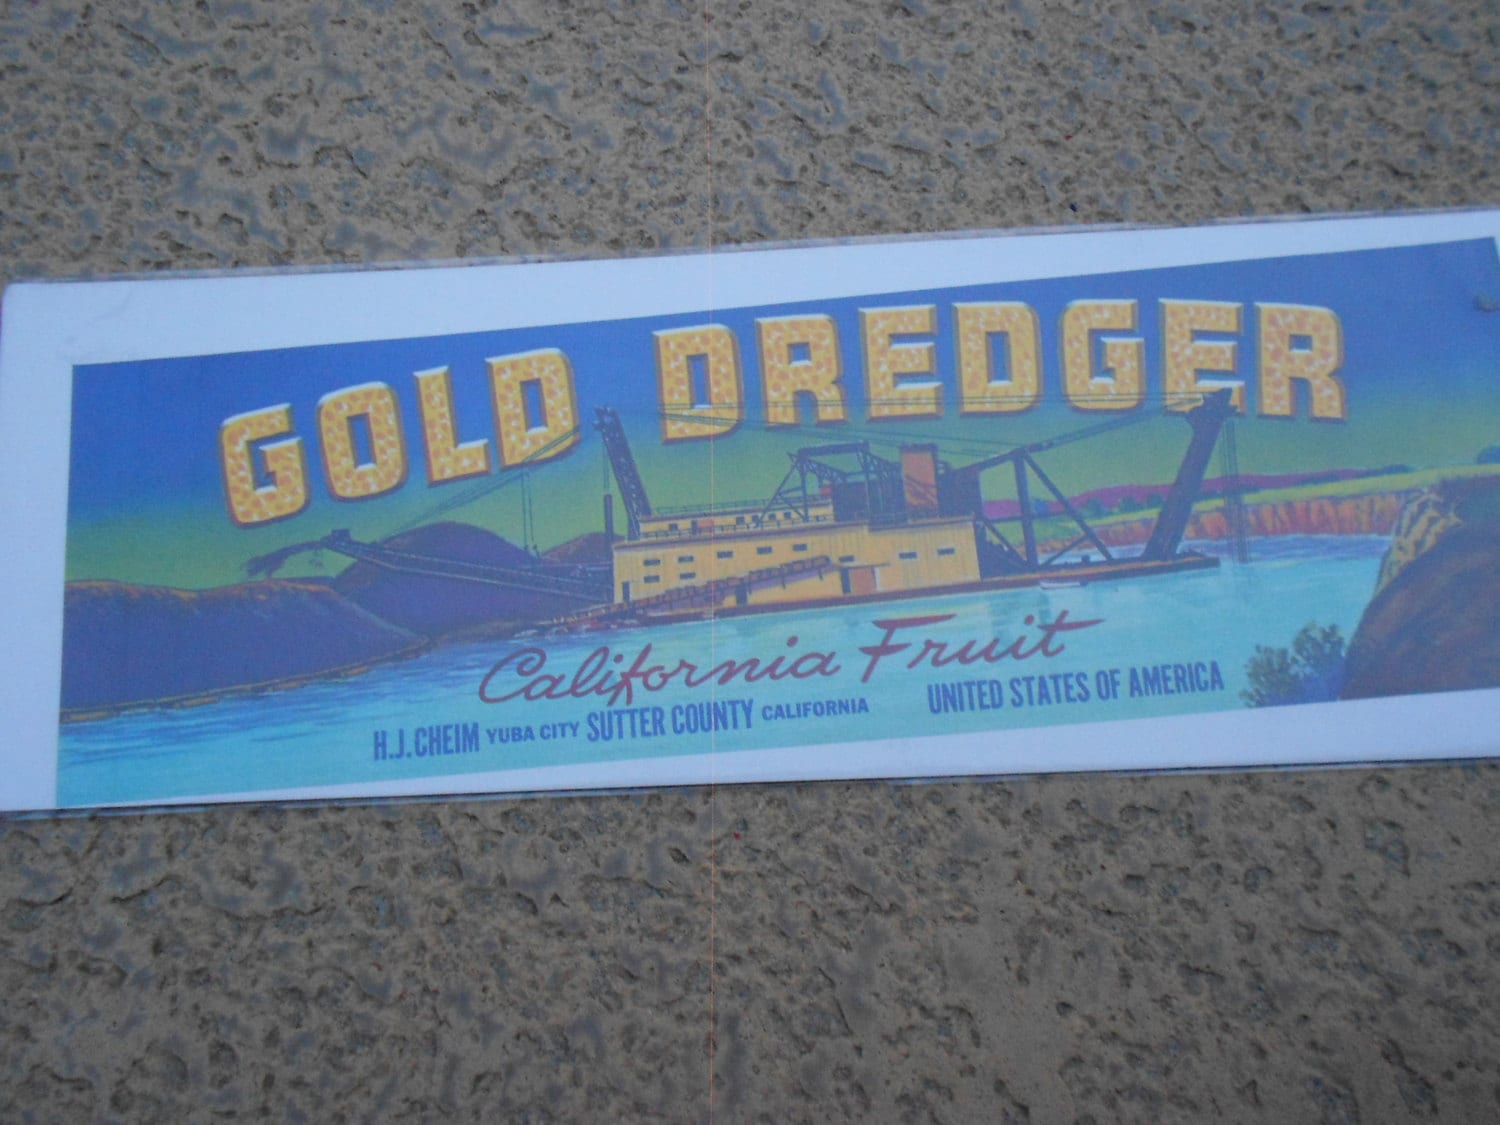 GOLD DREDGER
California Fruit
H.J. CHEIM YUBA CITY SUTTER COUNTY CALIFORNIA UNITED STATES OF AMERICA